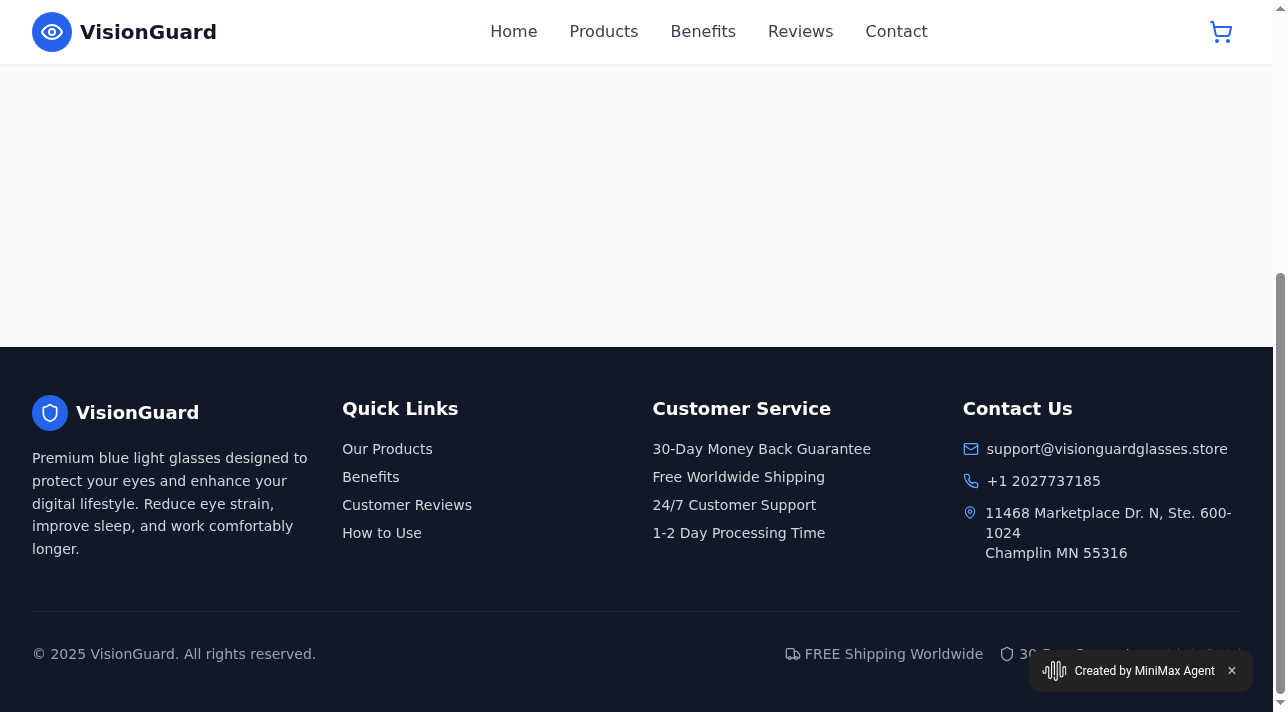 VisionGuard
Home
Products
Benefits
Reviews
Contact
VisionGuard
Premium blue light glasses designed to
protect your eyes and enhance your
digital lifestyle. Reduce eye strain,
improve sleep, and work comfortably
longer.
Quick Links
Our Products
Benefits
Customer Reviews
How to Use
Customer Service
30-Day Money Back Guarantee
Free Worldwide Shipping
24/7 Customer Support
1-2 Day Processing Time
Contact Us
support@visionguardglasses.store
+1 2027737185
11468 Marketplace Dr. N, Ste. 600-
1024
Champlin MN 55316
© 2025 VisionGuard. All rights reserved.
FREE Shipping Worldwide
Created by MiniMax Agent